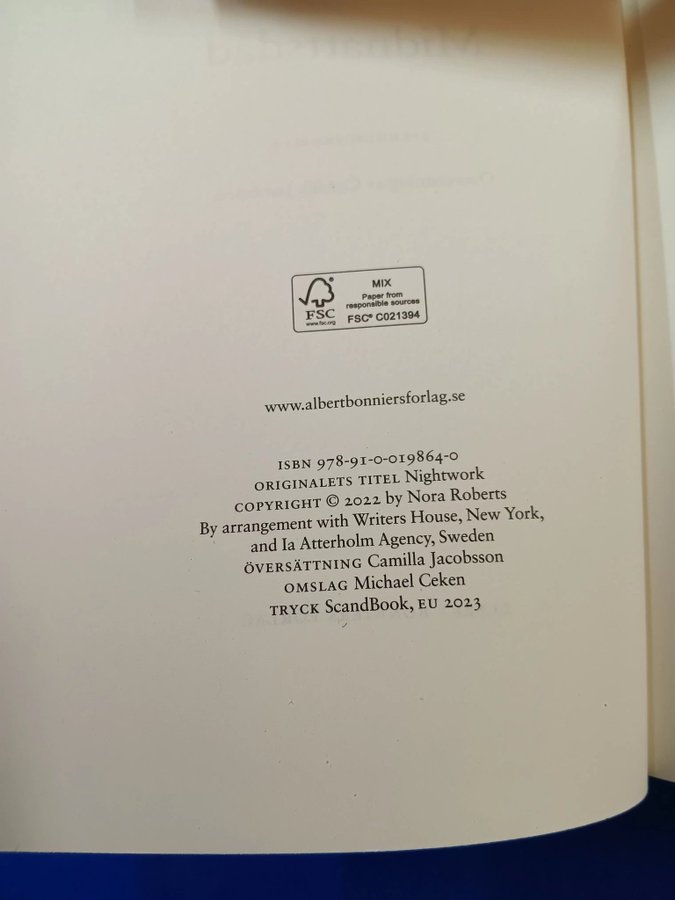 MIX
Paper from
responsible sources
FSC® C021394
FSC
www.fsc.org
www.albertbonniersforlag.se
ISBN 978-91-0-019864-0
ORIGINALETS TITEL Nightwork
COPYRIGHT © 2022 by Nora Roberts
By arrangement with Writers House, New York,
and Ia Atterholm Agency, Sweden
ÖVERSÄTTNING Camilla Jacobsson
OMSLAG Michael Ceken
TRYCK ScandBook, EU 2023